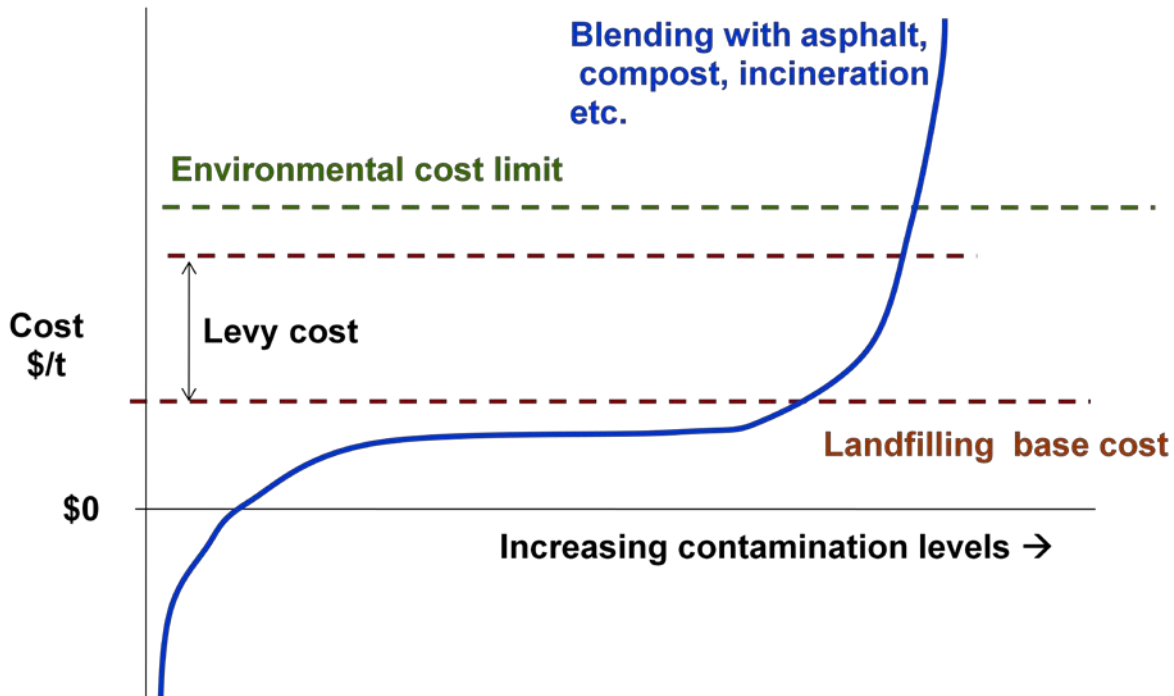 Blending with asphalt,
compost, incineration
etc.
Environmental cost limit
Cost
$/t
Levy cost
Landfilling base cost
$0
Increasing contamination levels →